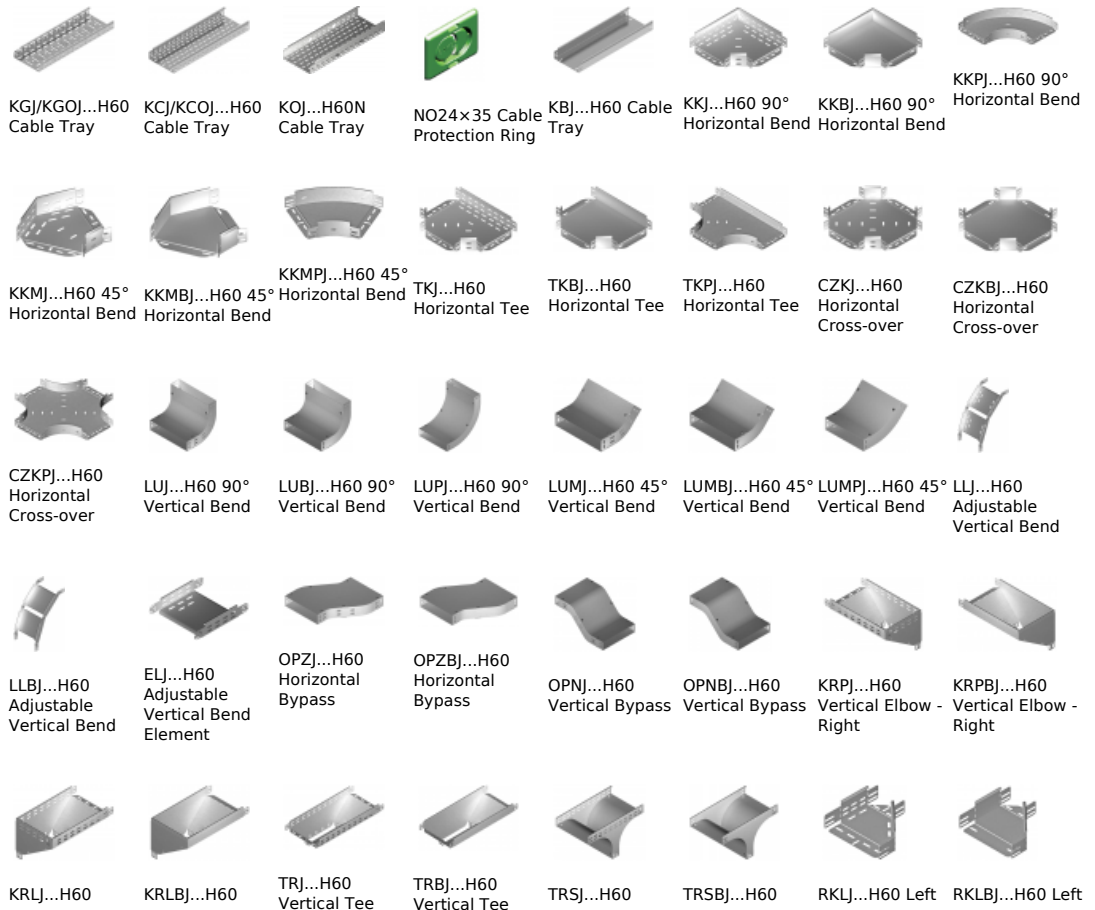 KGJ/KGOJ...H60
Cable Tray
KCJ/KCOJ...H60
Cable Tray
KOJ...H60N
Cable Tray
NO24×35 Cable
Protection Ring
KBJ...H60 Cable
Tray
KKJ...H60 90°
Horizontal Bend
KKBJ...H60 90°
Horizontal Bend
KKPJ...H60 90°
Horizontal Bend
KKMJ...H60 45°
Horizontal Bend
KKMBJ...H60 45°
Horizontal Bend
KKMPJ...H60 45°
Horizontal Bend
TKJ...H60
Horizontal Tee
TKBJ...H60
Horizontal Tee
TKPJ...H60
Horizontal Tee
CZKJ...H60
Horizontal
Cross-over
CZKBJ...H60
Horizontal
Cross-over
CZKPJ...H60
Horizontal
Cross-over
LUJ...H60 90°
Vertical Bend
LUBJ...H60 90°
Vertical Bend
LUPJ...H60 90°
Vertical Bend
LUMJ...H60 45°
Vertical Bend
LUMBJ...H60 45°
Vertical Bend
LUMPJ...H60 45°
Vertical Bend
LLJ...H60
Adjustable
Vertical Bend
LLBJ...H60
Adjustable
Vertical Bend
ELJ...H60
Adjustable
Vertical Bend
Element
OPZJ...H60
Horizontal
Bypass
OPZBJ...H60
Horizontal
Bypass
OPNJ...H60
Vertical Bypass
OPNBJ...H60
Vertical Bypass
KRPJ...H60
Vertical Elbow -
Right
KRPBJ...H60
Vertical Elbow -
Right
KRLJ...H60
KRLBJ...H60
TRJ...H60
Vertical Tee
TRBJ...H60
Vertical Tee
TRSJ...H60
TRSBJ...H60
RKLJ...H60 Left
RKLBJ...H60 Left